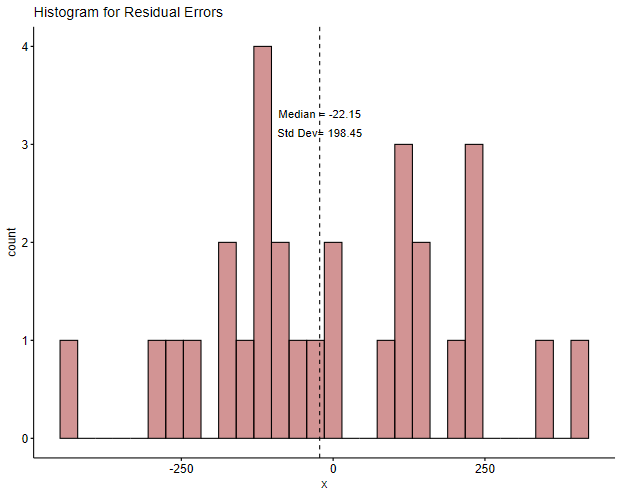 Histogram for Residual Errors
4
Median = -22.15
Std Dev= 198.45
3
count
2
1
0
-250
0
250
x